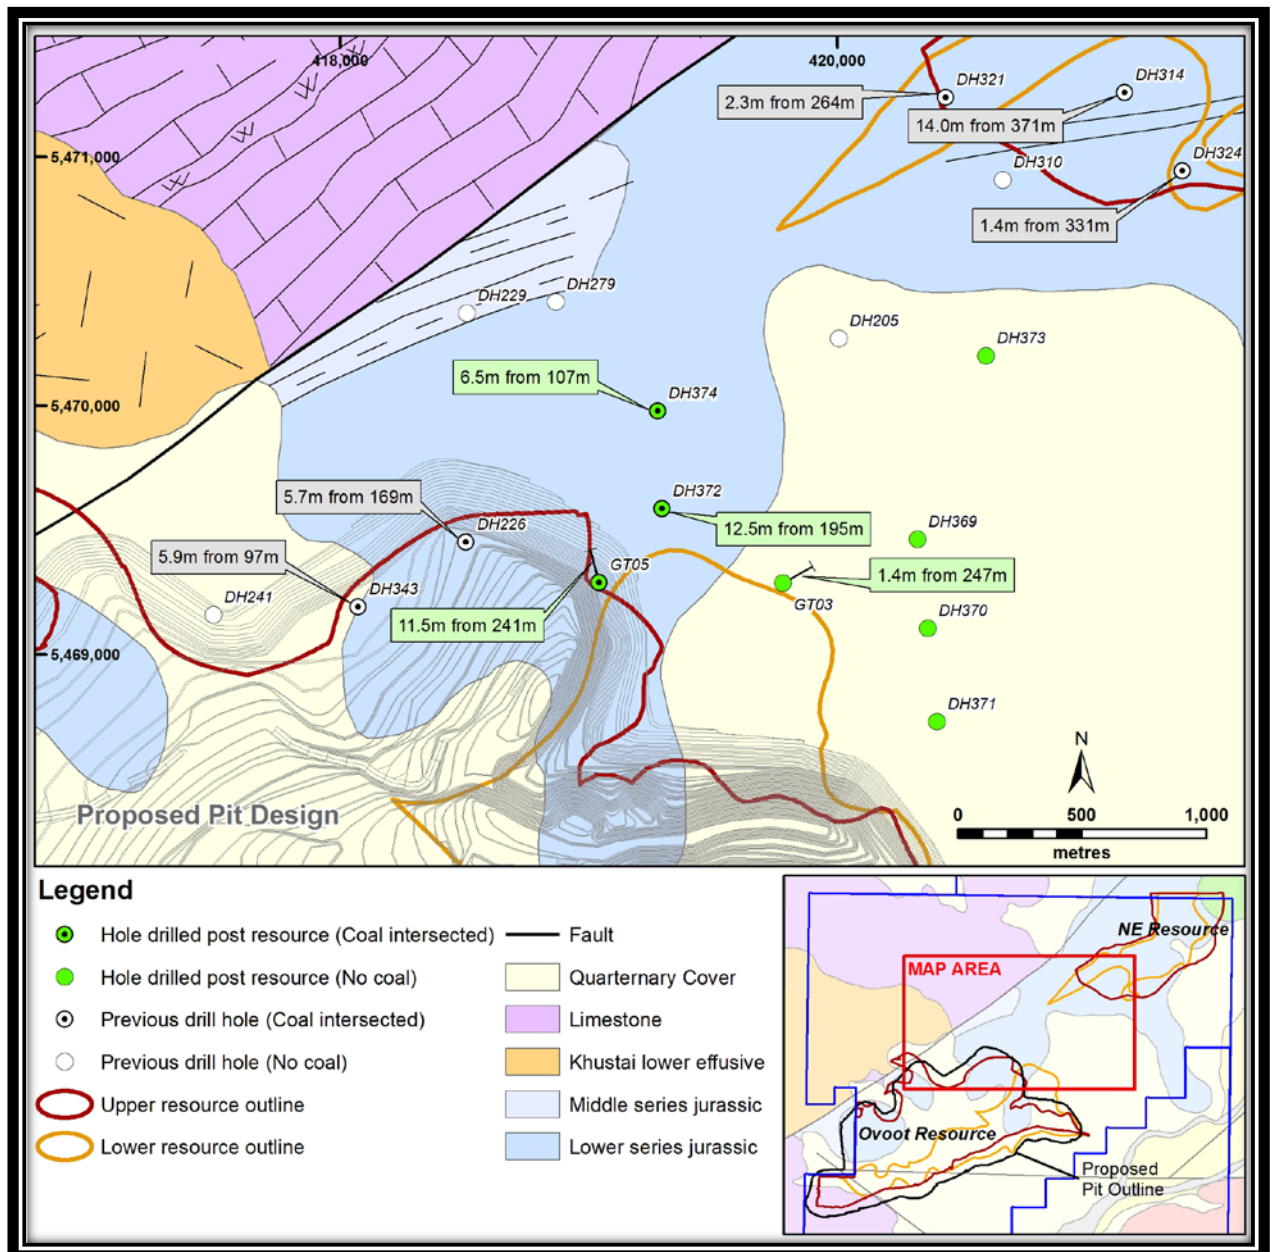 418,000
420,000
DH321
DH314
2.3m from 264m
14.0m from 371m
5,471,000
DH310
DH324
1.4m from 331m
DH229
DH279
DH205
DH373
6.5m from 107m
DH374
5,470,000
5.7m from 169m
DH372
DH226
12.5m from 195m
DH369
5.9m from 97m
GT05
1.4m from 247m
DH241
DH343
GT03
11.5m from 241m
DH370
5,469,000
DH371
N
Proposed Pit Design
0
500
1,000
metres
Legend
Hole drilled post resource (Coal intersected)
Hole drilled post resource (No coal)
Previous drill hole (Coal intersected)
Previous drill hole (No coal)
Upper resource outline
Lower resource outline
Fault
Quarternary Cover
Limestone
Khustai lower effusive
Middle series jurassic
Lower series jurassic
NE Resource
MAP AREA
Ovoot Resource
Proposed
Pit Outline